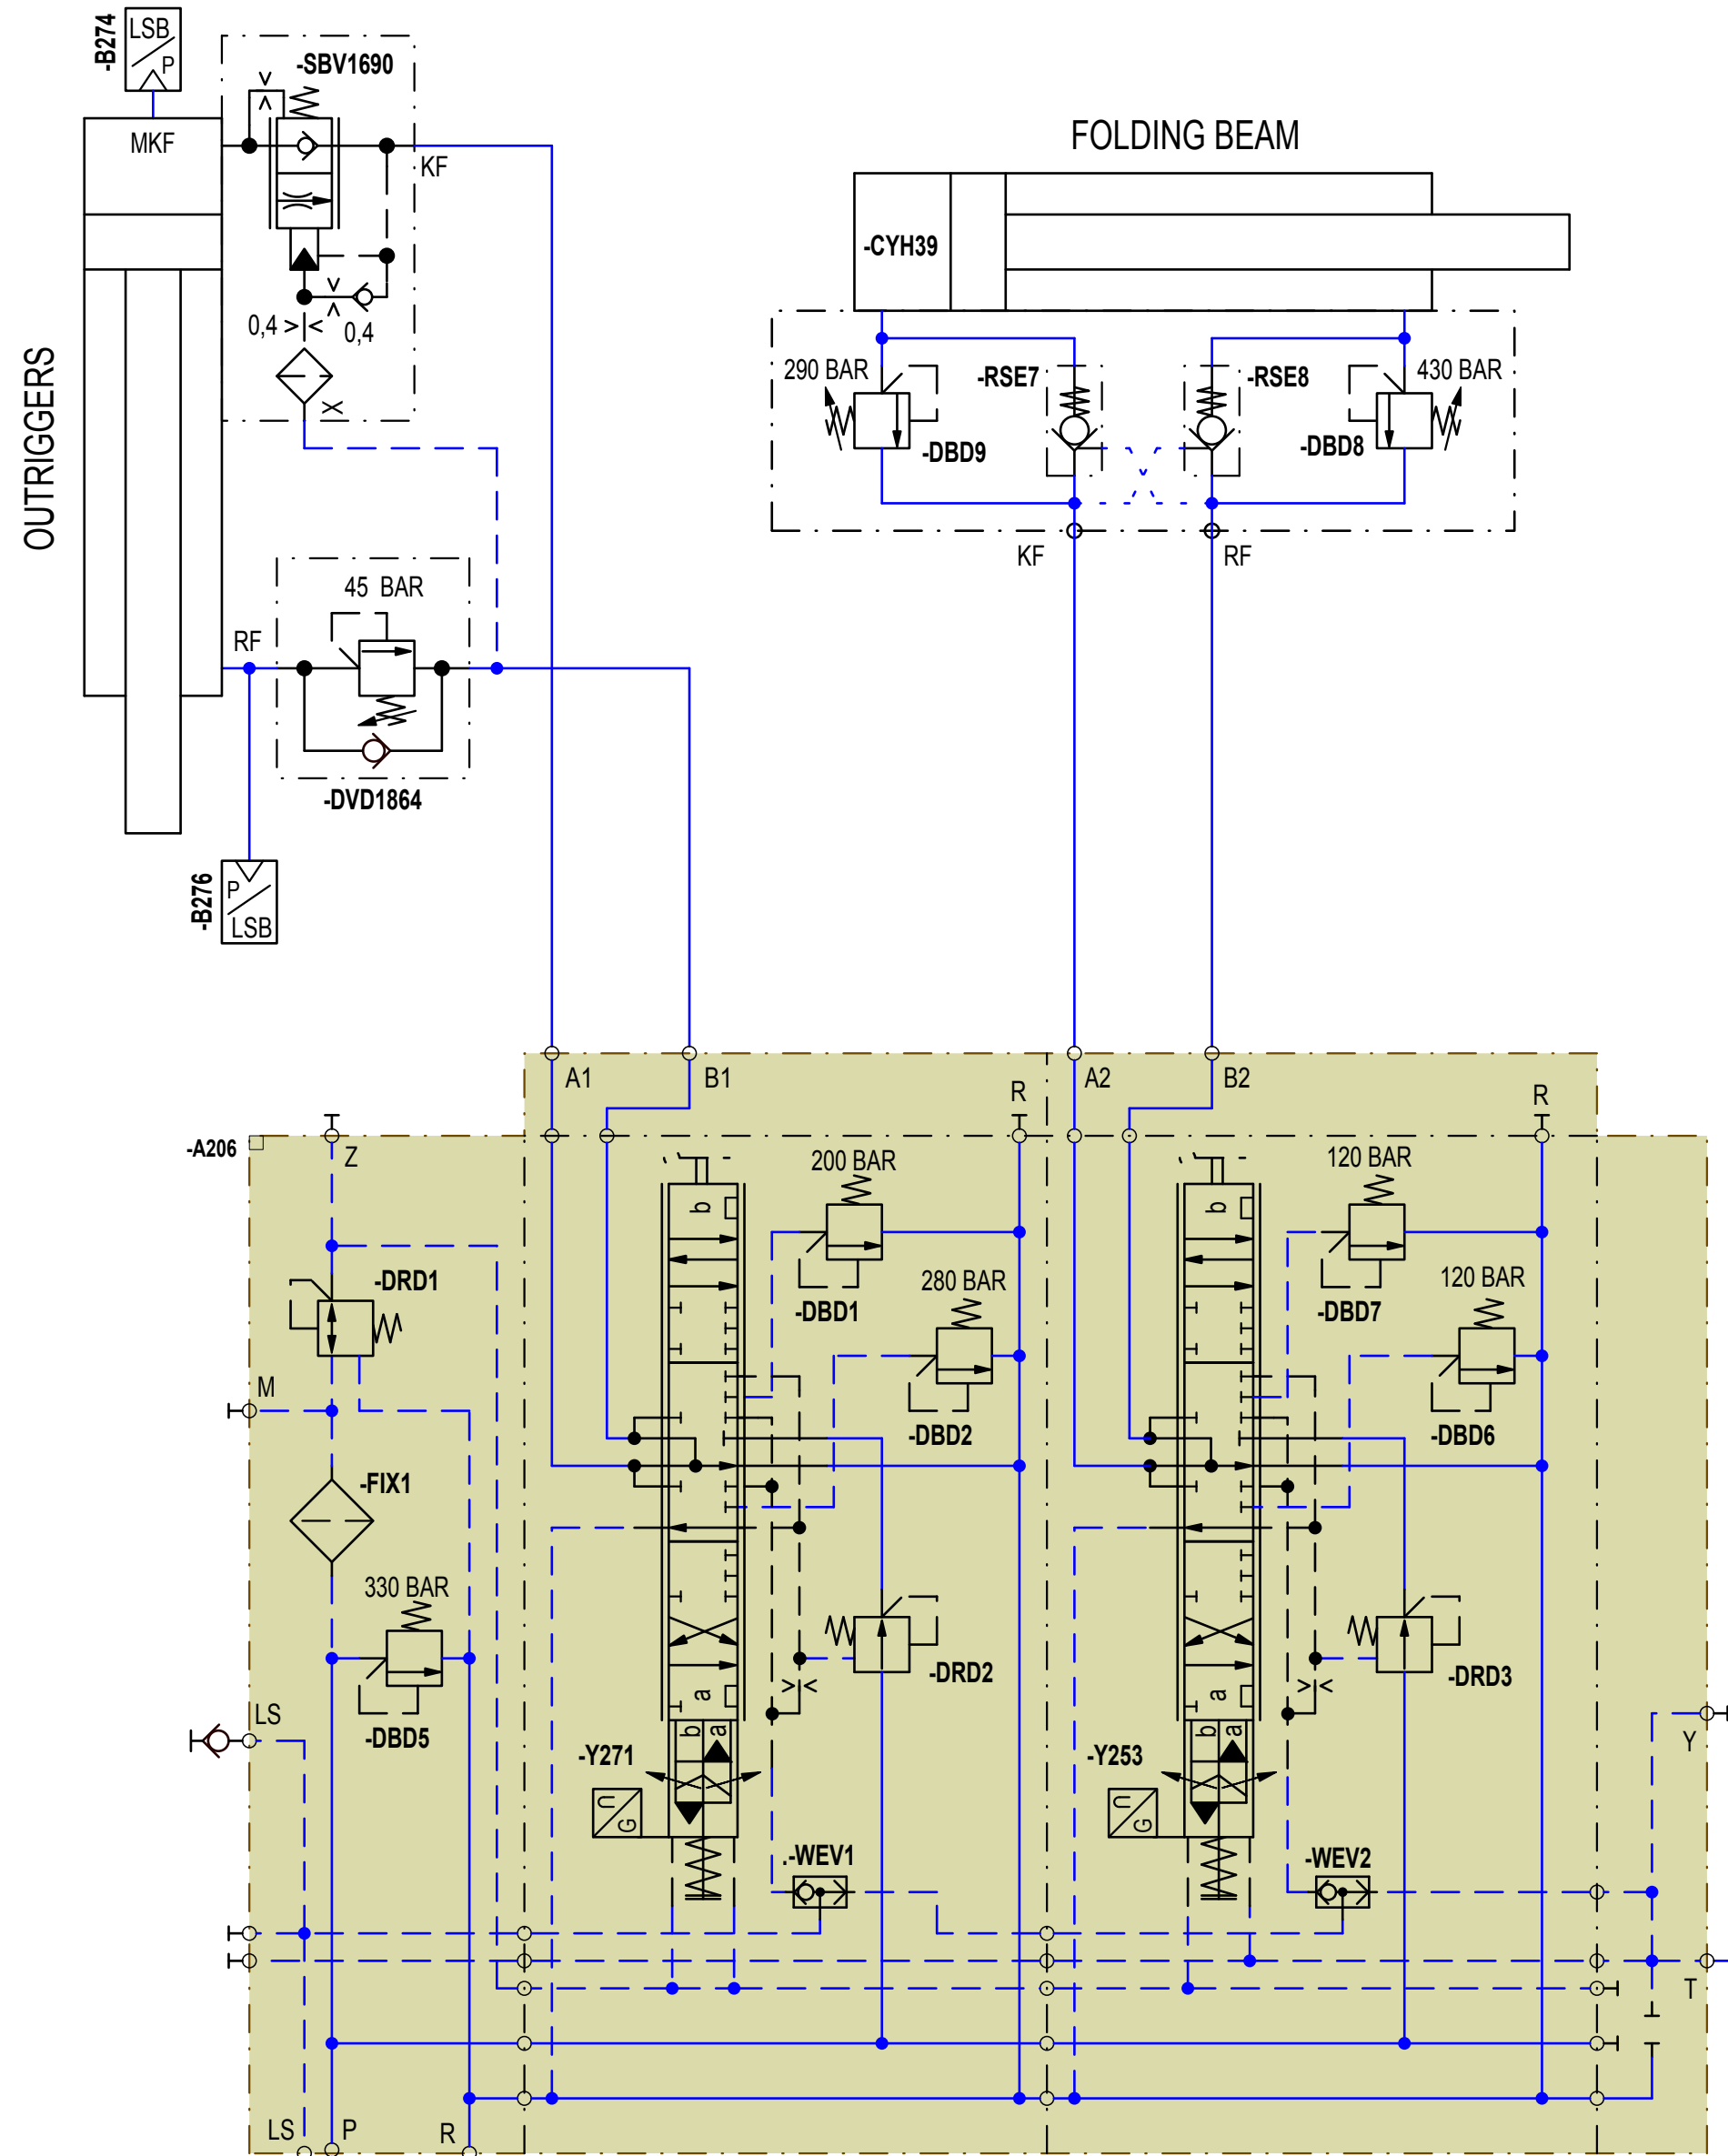 -B274
LSB
P
-SBV1690
MKF
KF
0,4 > <
0,4
X
OUTRIGGERS
45 BAR
RF
-DVD1864
-B276
P
LSB
FOLDING BEAM
-CYH39
290 BAR
-RSE7
-RSE8
430 BAR
-DBD9
-DBD8
KF
RF
A1
B1
R
A2
B2
R
-A206
Z
200 BAR
120 BAR
b
b
-DRD1
-DBD1
280 BAR
-DBD7
120 BAR
M
-DBD2
-DBD6
-FIX1
330 BAR
-DRD2
-DRD3
a
a
LS
-DBD5
b
a
b
a
-Y271
-Y253
Y
U
G
U
G
.-WEV1
-WEV2
T
LS
P
R